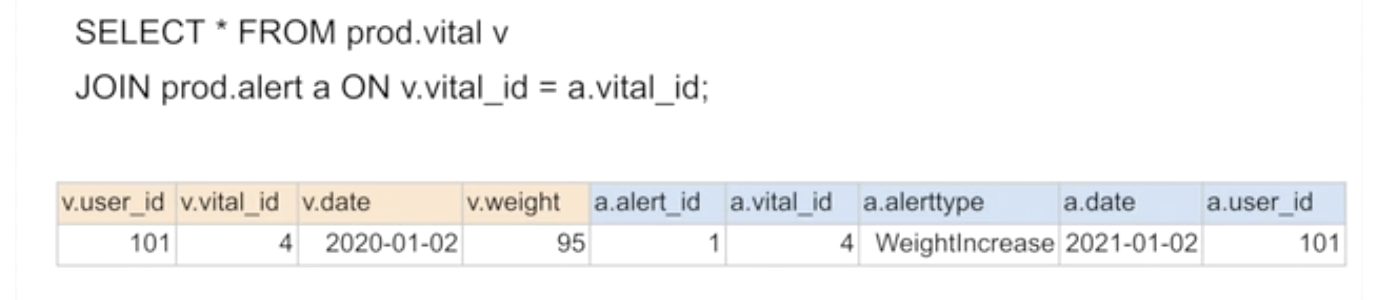 SELECT * FROM prod.vital v
JOIN prod.alert a ON v.vital_id = a.vital_id;
v.user_id v.vital_id v.date v.weight a.alert_id a.vital_id a.alerttype a.date a.user_id
101 4 2020-01-02 95 1 4 WeightIncrease 2021-01-02 101